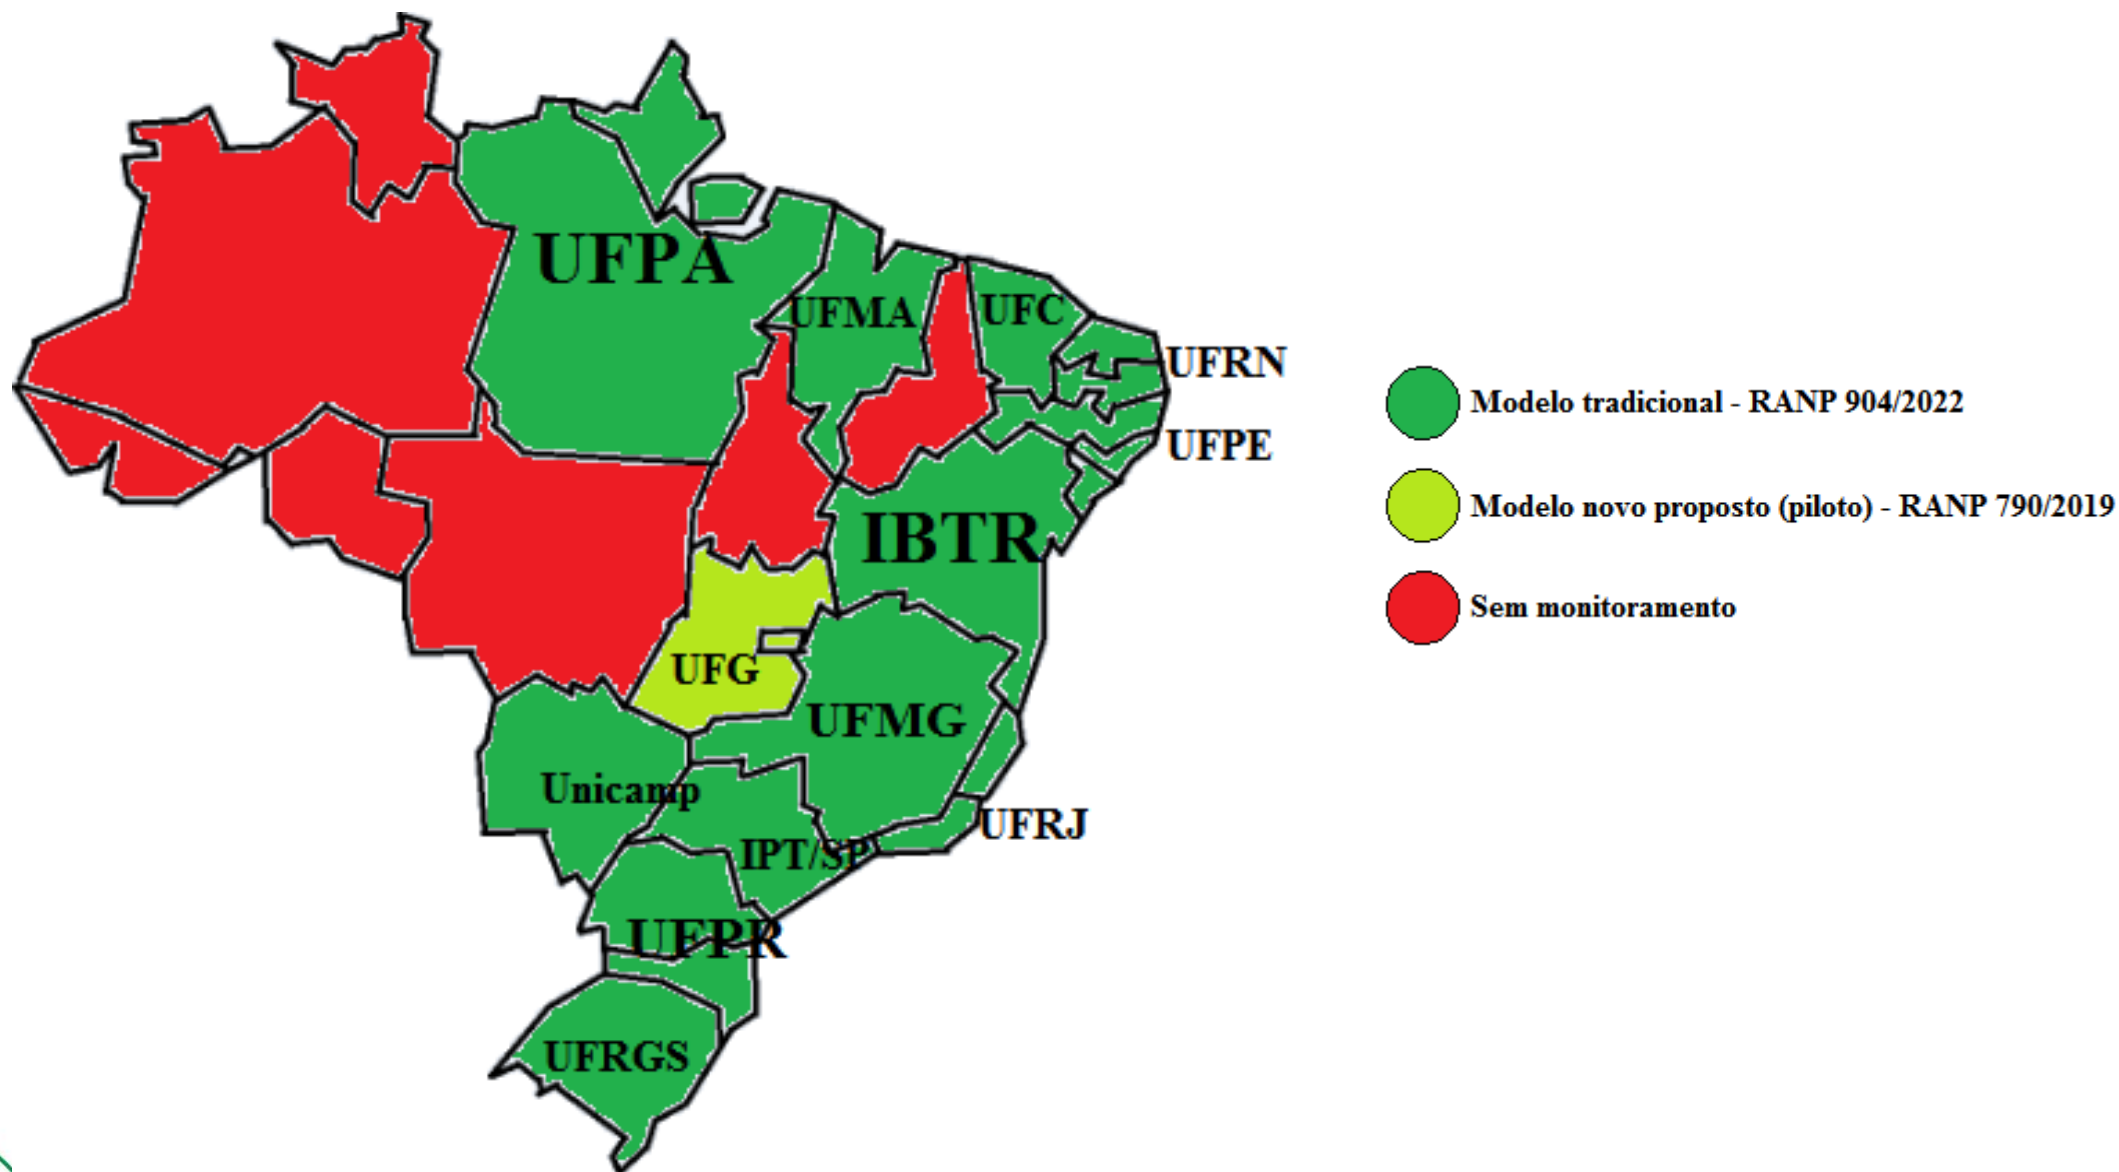 UFPA
UFMA
UFC
UFRN
UFPE
IBTR
UFG
UFMG
Unicamp
UFRJ
IPT/SP
UFPR
UFRGS
Modelo tradicional - RANP 904/2022
Modelo novo proposto (piloto) - RANP 790/2019
Sem monitoramento